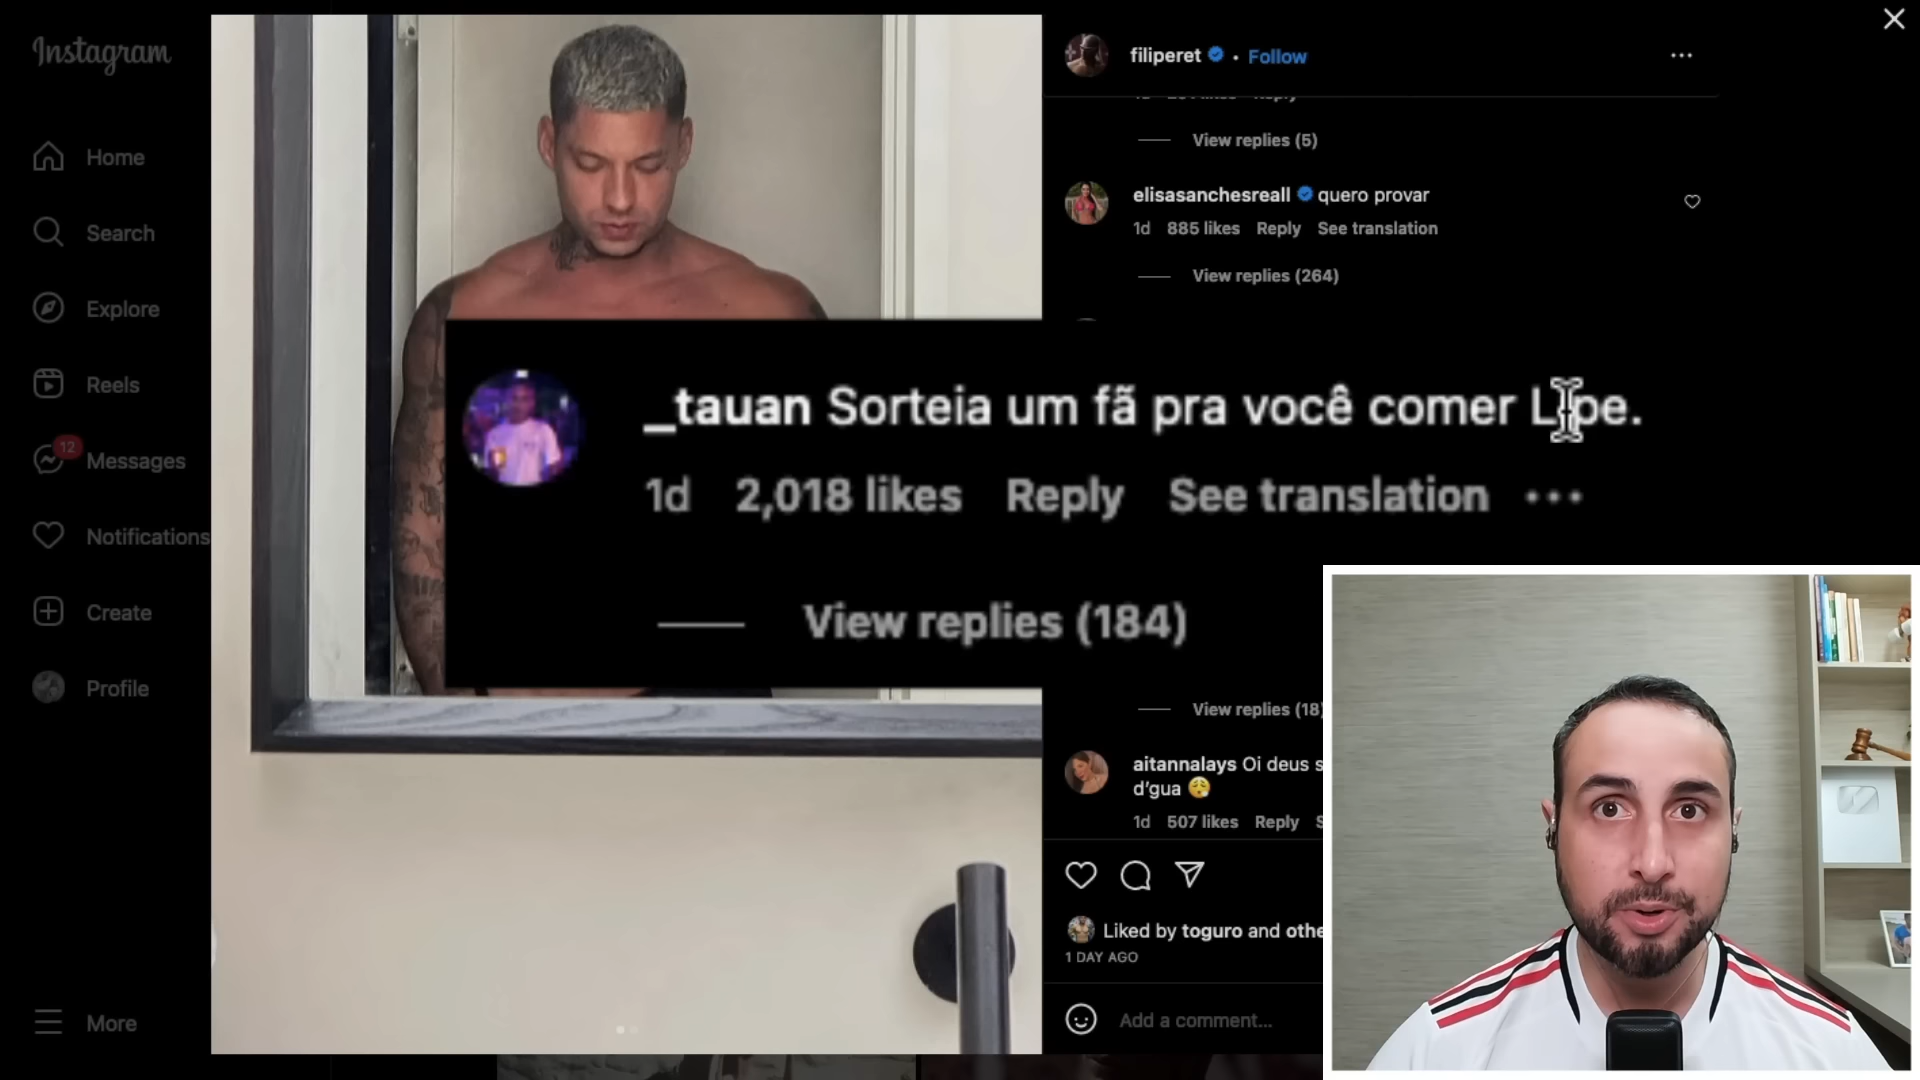 Instagram
Home
Search
Explore
Reels
12
Messages
Notifications
Create
Profile
More
filiperet • Follow
View replies (5)
elisasanchesreall quero provar
1d 885 likes Reply See translation
View replies (264)
_tauan Sorteia um fã pra você comer Lipe.
1d 2,018 likes Reply See translation
View replies (184)
View replies (18)
aitannalays Oi deus s
d’gua
1d 507 likes Reply S
Liked by toguro and othe
1 DAY AGO
Add a comment...